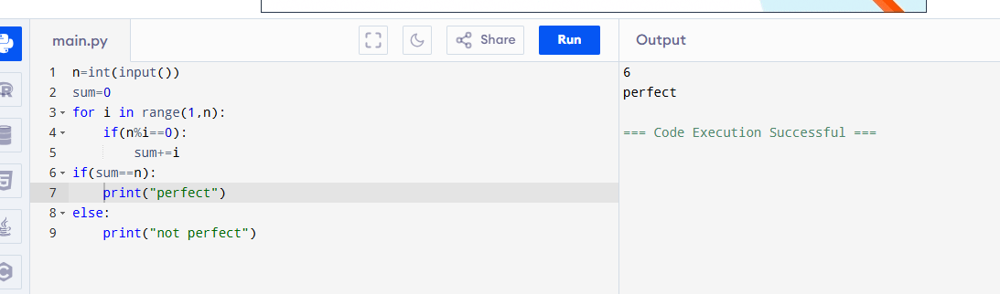 main.py
Share
Run
Output
1 n=int(input())
2 sum=0
3 for i in range(1,n):
4     if(n%i==0):
5         sum+=i
6 if(sum==n):
7     print("perfect")
8 else:
9     print("not perfect")
6
perfect
=== Code Execution Successful ===